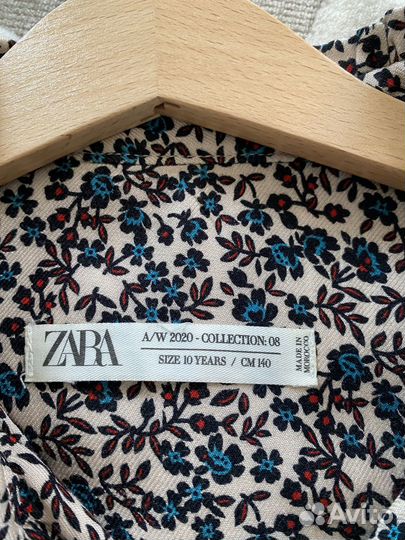 ZARA
A/W 2020 - COLLECTION: 08
SIZE 10 YEARS / CM 140
MADE IN
MOROCCO
Avito